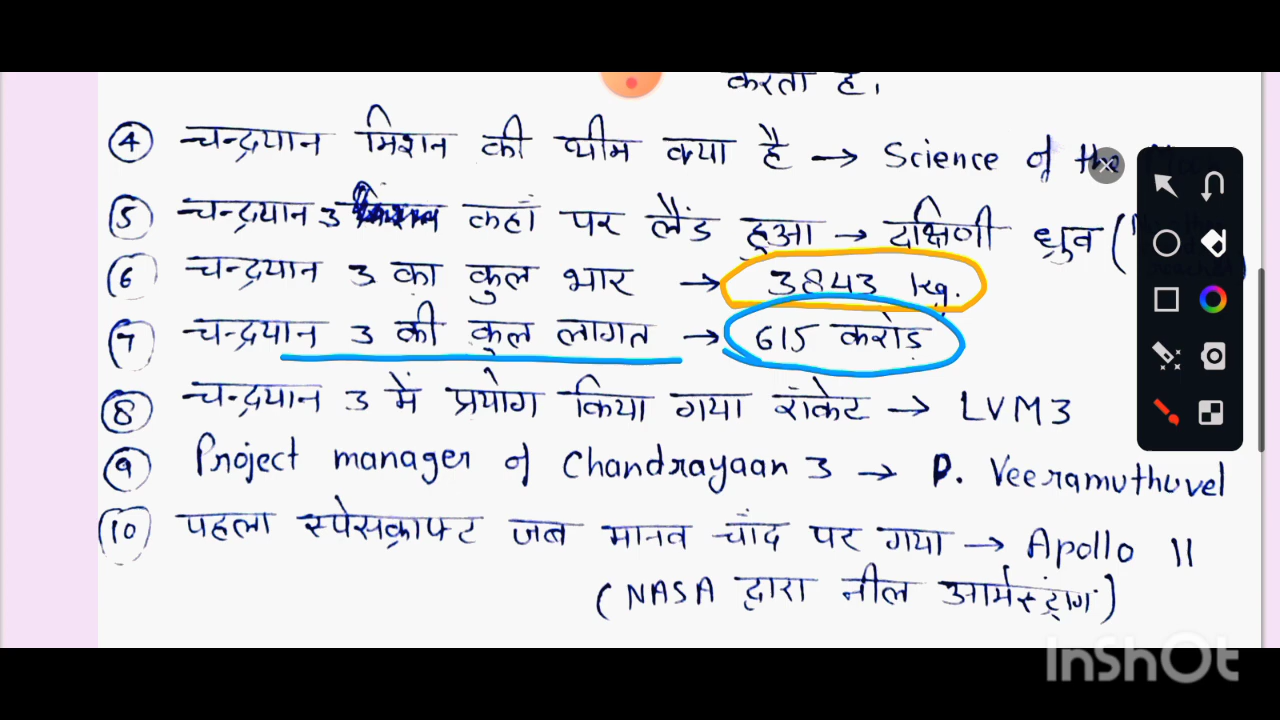 करता है।
④ चन्द्रयान मिशन की थीम क्या है → Science of the
⑤ चन्द्रयान 3 कहाँ पर लैंड हुआ → दक्षिणी ध्रुव (
⑥ चन्द्रयान 3 का कुल भार → 3843 kg.
⑦ चन्द्रयान 3 की कुल लागत → 615 करोड़
⑧ चन्द्रयान 3 में प्रयोग किया गया रॉकेट → LVM3
⑨ Project manager of Chandrayaan 3 → P. Veeramuthuvel
⑩ पहला स्पेसक्राफ्ट जब मानव चाँद पर गया → Apollo 11
(NASA द्वारा नील आर्मस्ट्रांग)
InShOt